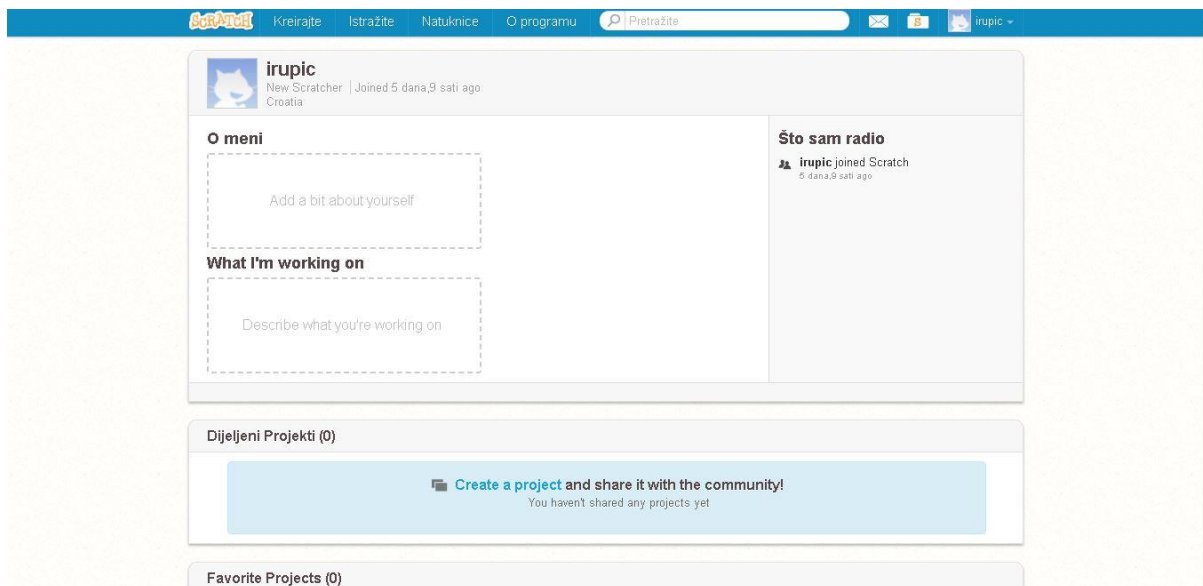 SCRATCH Kreirajte Istražite Natuknice O programu Pretražite irupic
irupic
New Scratcher | Joined 5 dana,9 sati ago
Croatia
O meni
Add a bit about yourself
What I'm working on
Describe what you're working on
Što sam radio
irupic joined Scratch
5 dana,9 sati ago
Dijeljeni Projekti (0)
Create a project and share it with the community!
You haven't shared any projects yet
Favorite Projects (0)